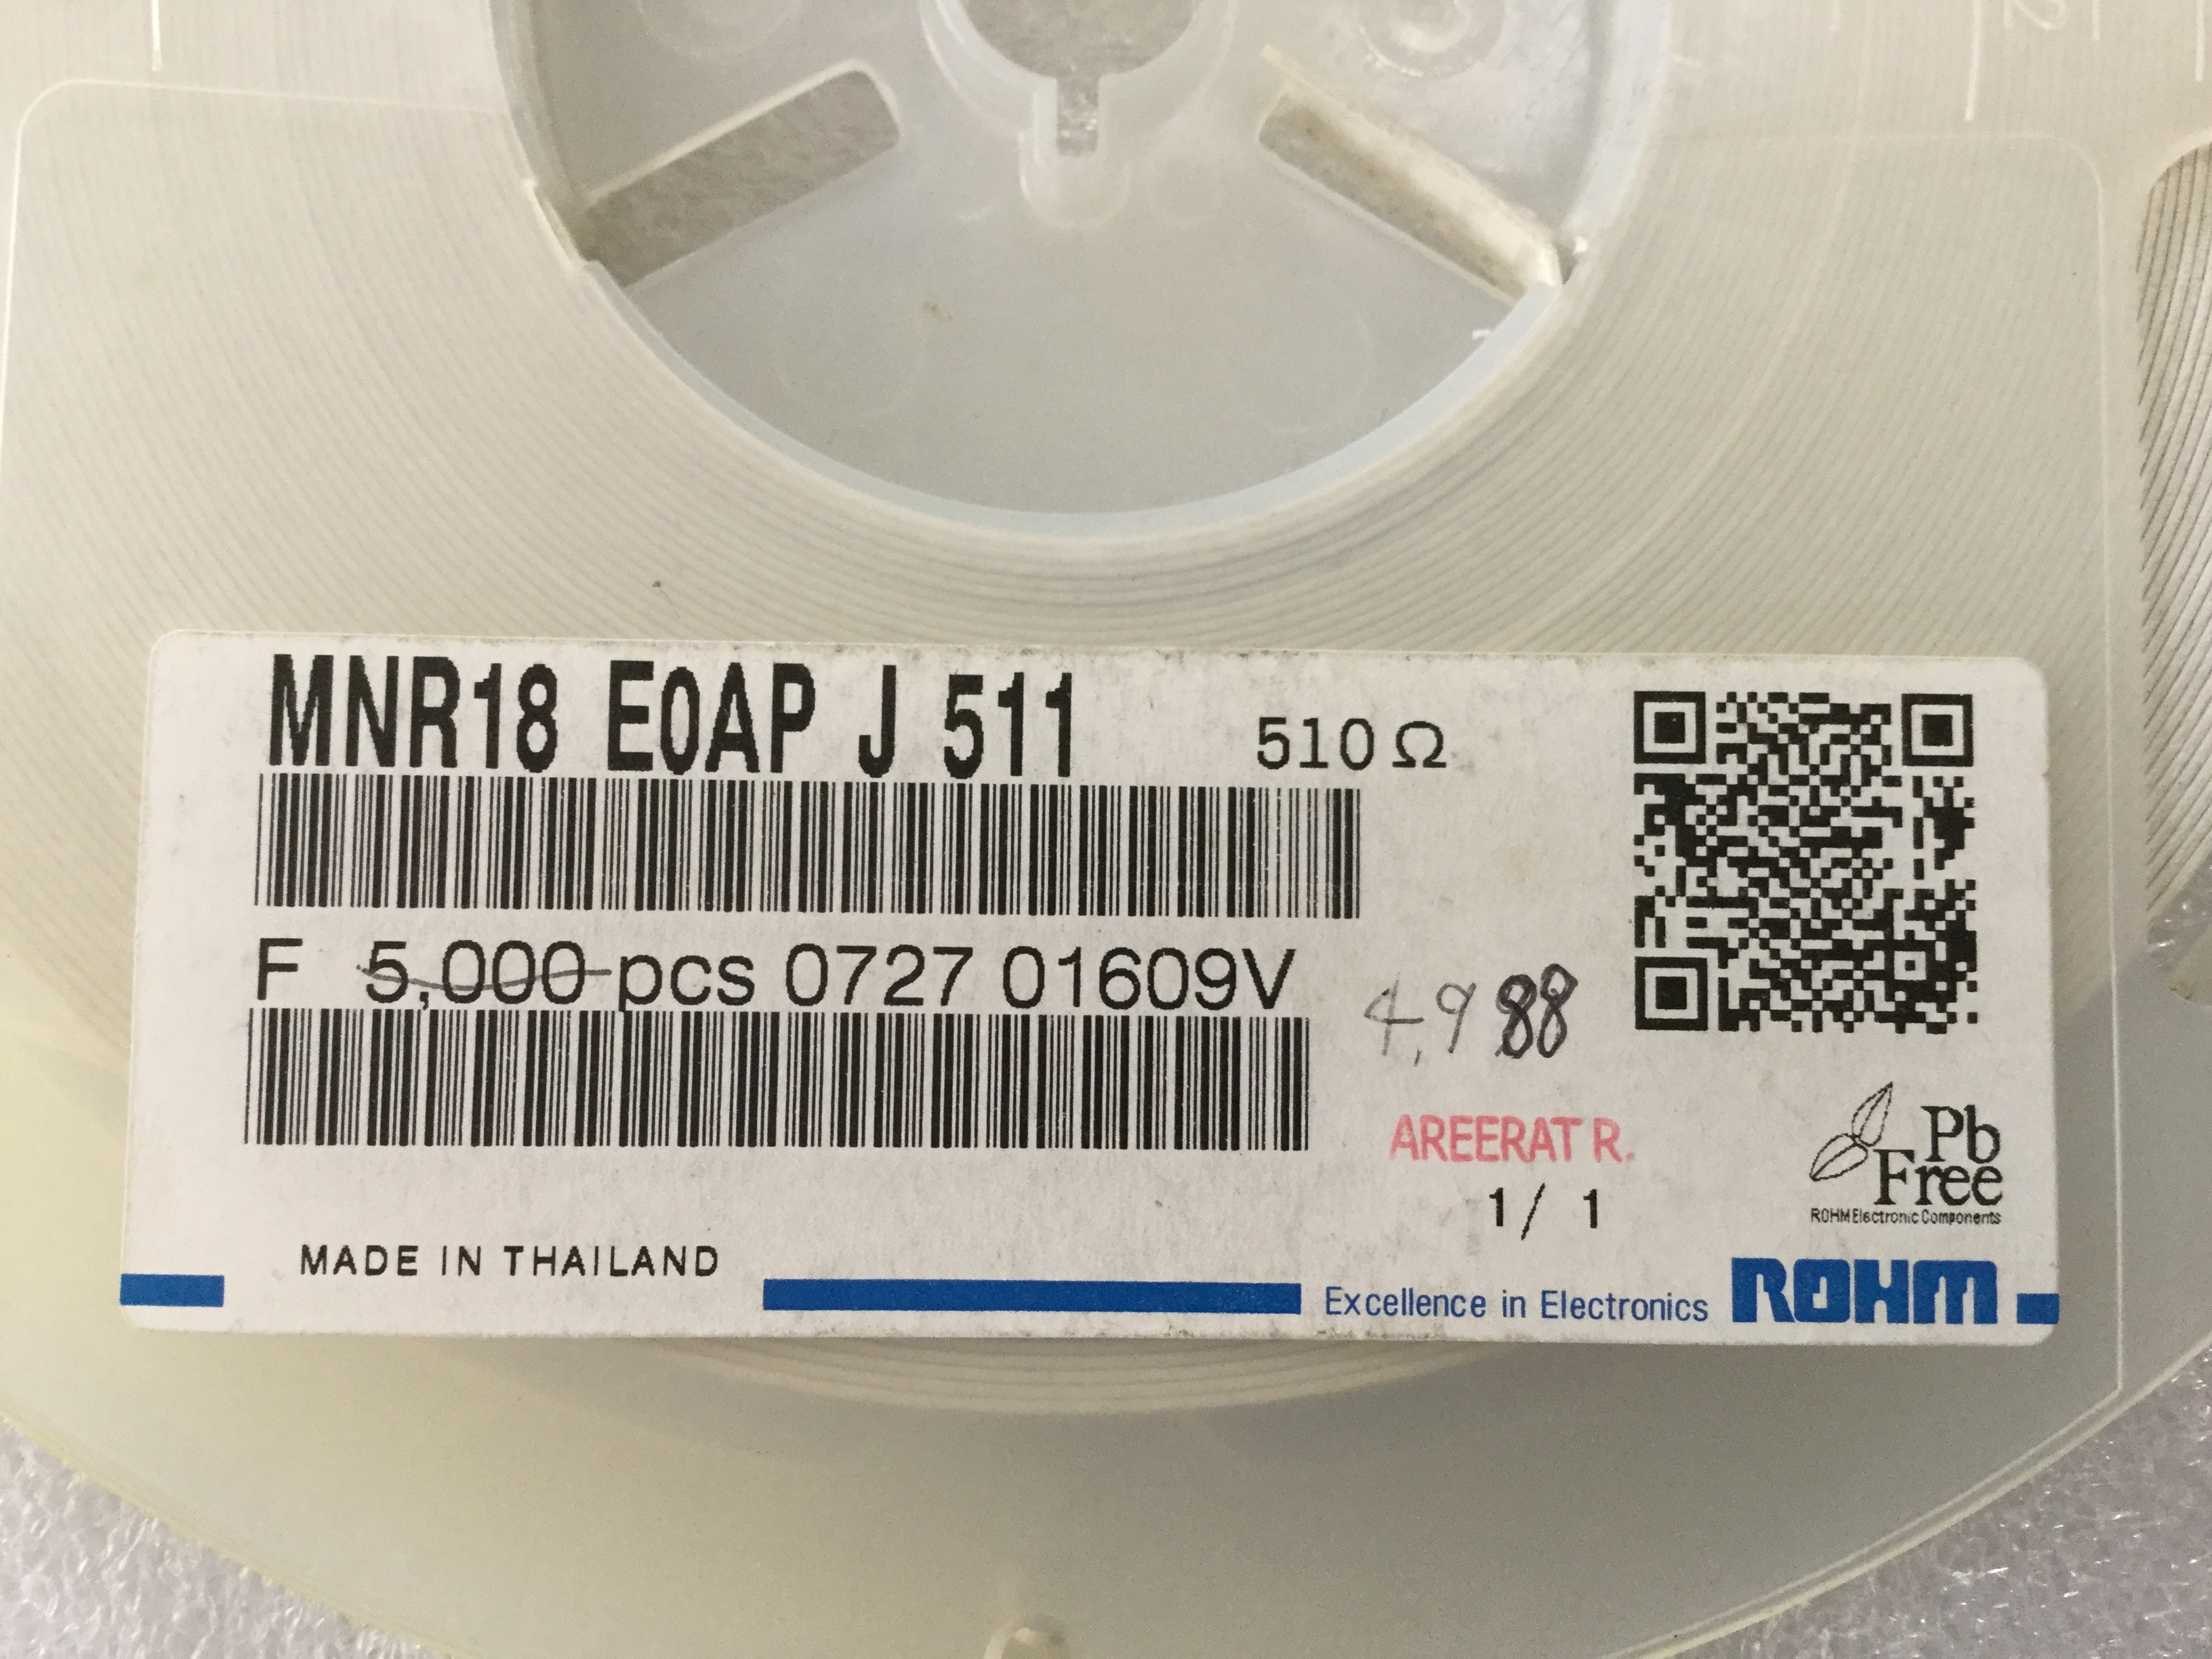 MNR18 E0AP J 511 510Ω
F 5,000 pcs 0727 01609V
4,988
AREERAT R.
1/ 1
Pb
Free
ROHM Electronic Components
MADE IN THAILAND
Excellence in Electronics ROHM